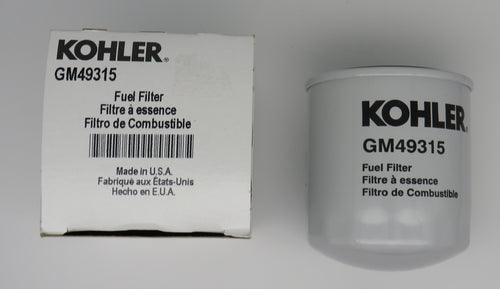 KOHLER®
GM49315
Fuel Filter
Filtre à essence
Filtro de Combustible
Made in U.S.A.
Fabriqué aux États-Unis
Hecho en E.U.A.
KOHLER
GM49315
Fuel Filter
Filtre à essence
Filtro de Combustible